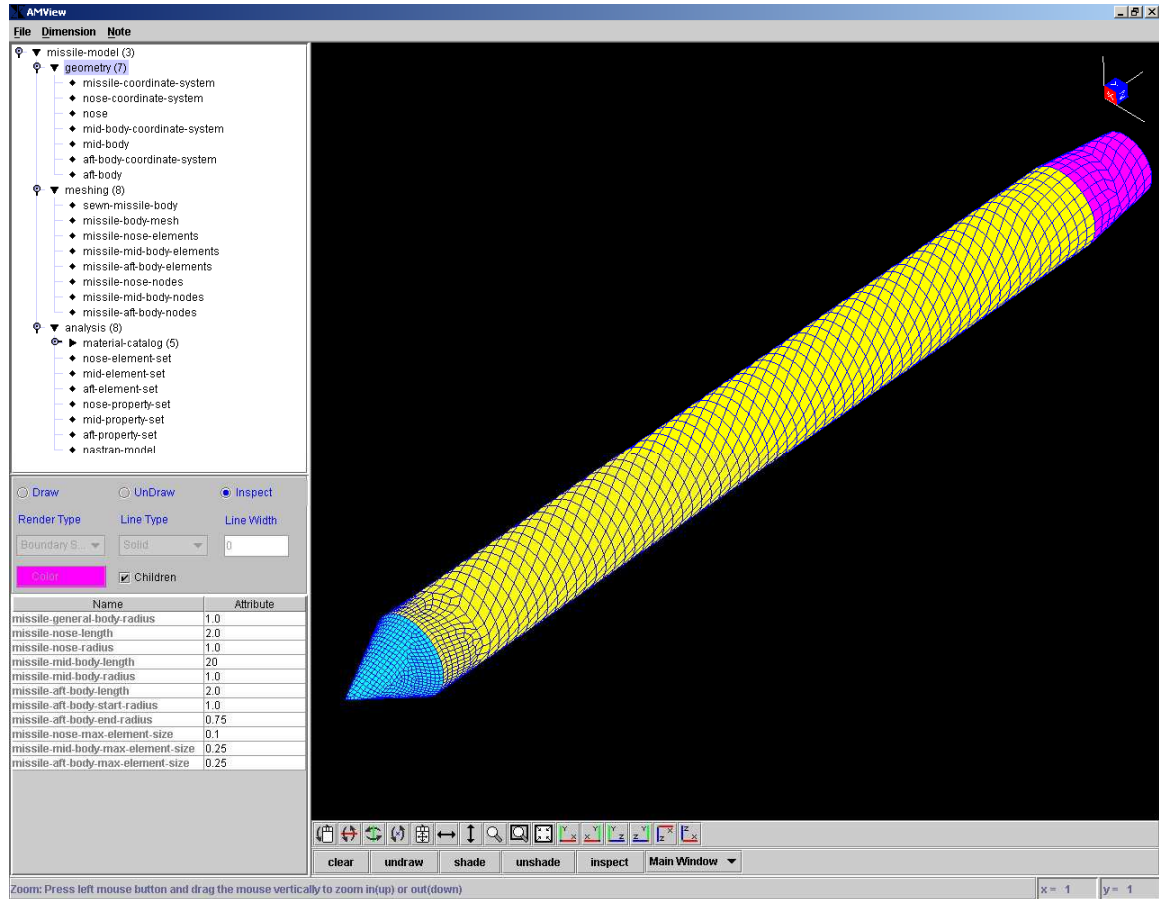 AMView
File Dimension Note
missile-model (3)
geometry (7)
missile-coordinate-system
nose-coordinate-system
nose
mid-body-coordinate-system
mid-body
aft-body-coordinate-system
aft-body
meshing (8)
sewn-missile-body
missile-body-mesh
missile-nose-elements
missile-mid-body-elements
missile-aft-body-elements
missile-nose-nodes
missile-mid-body-nodes
missile-aft-body-nodes
analysis (8)
material-catalog (5)
nose-element-set
mid-element-set
aft-element-set
nose-property-set
mid-property-set
aft-property-set
nastran-model
Draw UnDraw Inspect
Render Type Line Type Line Width
Boundary S... Solid 0
Color Children
Name Attribute
missile-general-body-radius 1.0
missile-nose-length 2.0
missile-nose-radius 1.0
missile-mid-body-length 20
missile-mid-body-radius 1.0
missile-aft-body-length 2.0
missile-aft-body-start-radius 1.0
missile-aft-body-end-radius 0.75
missile-nose-max-element-size 0.1
missile-mid-body-max-element-size 0.25
missile-aft-body-max-element-size 0.25
clear undraw shade unshade inspect Main Window
Zoom: Press left mouse button and drag the mouse vertically to zoom in(up) or out(down) x = 1 y = 1